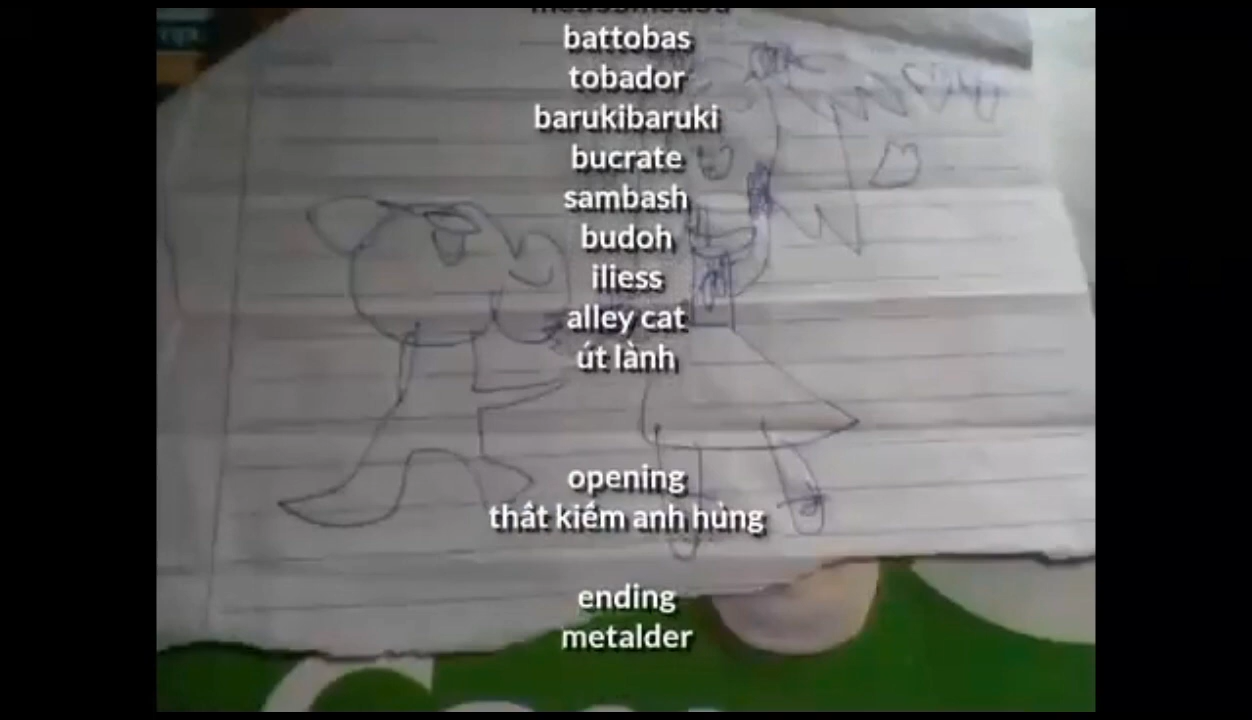 battobas
tobador
barukibaruki
bucrate
sambash
budoh
iliess
alley cat
út lành
opening
thất kiếm anh hùng
ending
metalder